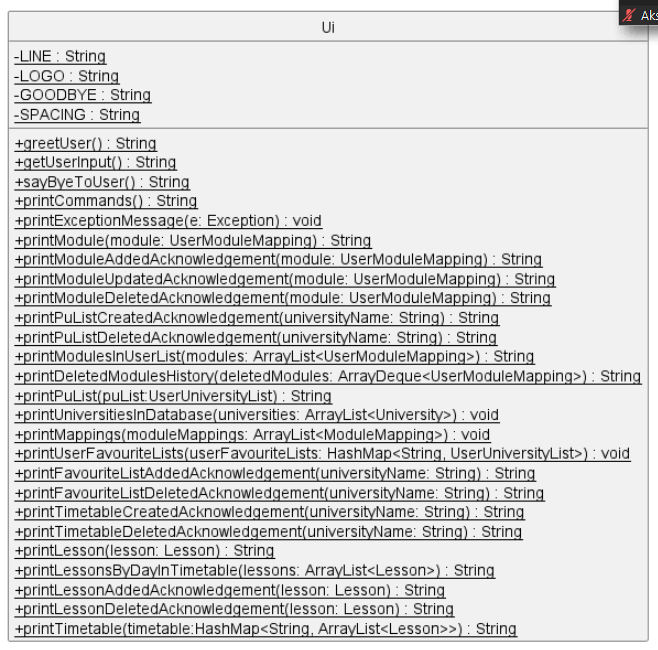 Aks
Ui
-LINE : String
-LOGO : String
-GOODBYE : String
-SPACING : String
+greetUser() : String
+getUserInput() : String
+sayByeToUser() : String
+printCommands() : String
+printExceptionMessage(e: Exception) : void
+printModule(module: UserModuleMapping) : String
+printModuleAddedAcknowledgement(module: UserModuleMapping) : String
+printModuleUpdatedAcknowledgement(module: UserModuleMapping) : String
+printModuleDeletedAcknowledgement(module: UserModuleMapping) : String
+printPuListCreatedAcknowledgement(universityName: String) : String
+printPuListDeletedAcknowledgement(universityName: String) : String
+printModulesInUserList(modules: ArrayList<UserModuleMapping>) : String
+printDeletedModulesHistory(deletedModules: ArrayDeque<UserModuleMapping>) : String
+printPuList(puList:UserUniversityList) : String
+printUniversitiesInDatabase(universities: ArrayList<University>) : void
+printMappings(moduleMappings: ArrayList<ModuleMapping>) : void
+printUserFavouriteLists(userFavouriteLists: HashMap<String, UserUniversityList>) : void
+printFavouriteListAddedAcknowledgement(universityName: String) : String
+printFavouriteListDeletedAcknowledgement(universityName: String) : String
+printTimetableCreatedAcknowledgement(universityName: String) : String
+printTimetableDeletedAcknowledgement(universityName: String) : String
+printLesson(lesson: Lesson) : String
+printLessonsByDayInTimetable(lessons: ArrayList<Lesson>) : String
+printLessonAddedAcknowledgement(lesson: Lesson) : String
+printLessonDeletedAcknowledgement(lesson: Lesson) : String
+printTimetable(timetable:HashMap<String, ArrayList<Lesson>>) : String